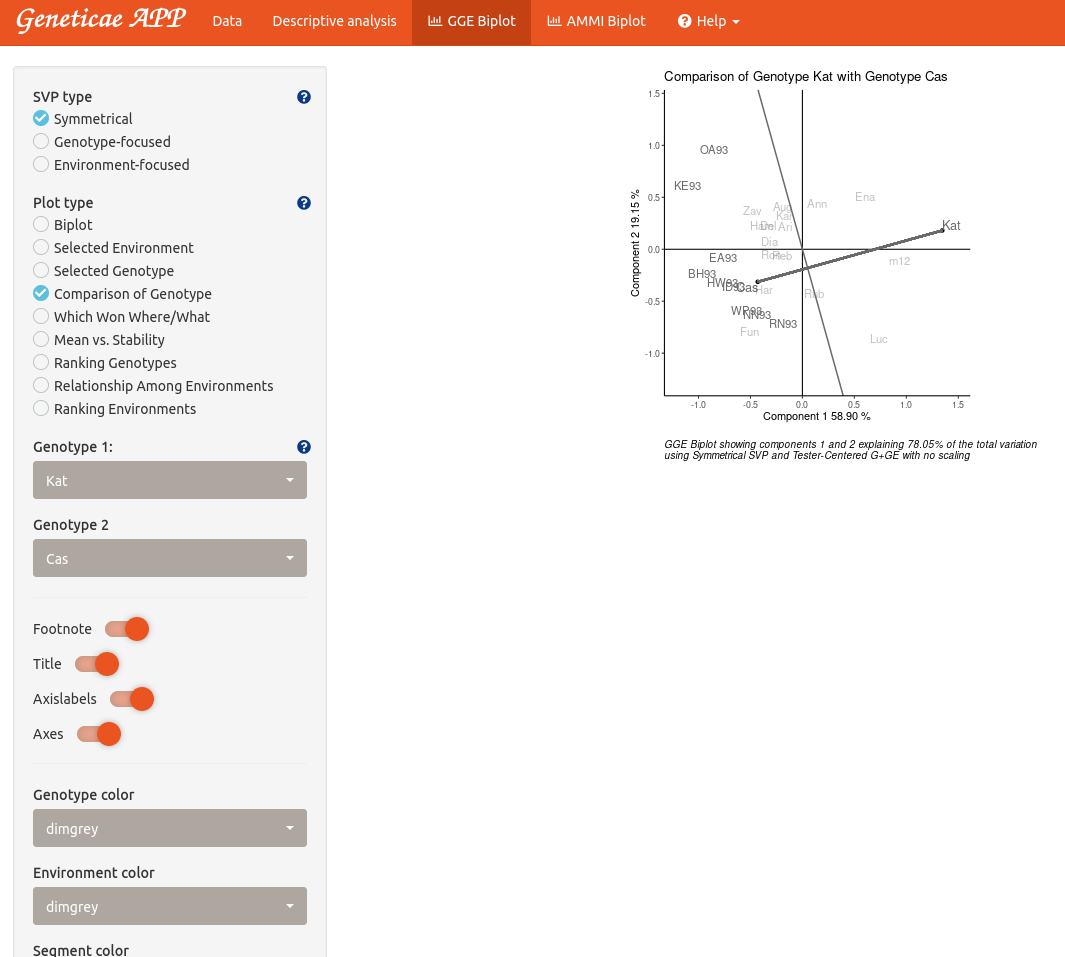 Geneticae APP Data Descriptive analysis GGE Biplot AMMI Biplot Help
SVP type
Symmetrical
Genotype-focused
Environment-focused
Plot type
Biplot
Selected Environment
Selected Genotype
Comparison of Genotype
Which Won Where/What
Mean vs. Stability
Ranking Genotypes
Relationship Among Environments
Ranking Environments
Genotype 1:
Kat
Genotype 2
Cas
Footnote
Title
Axislabels
Axes
Genotype color
dimgrey
Environment color
dimgrey
Segment color
Comparison of Genotype Kat with Genotype Cas
Component 2 19.15 %
1.5
1.0
0.5
0.0
-0.5
-1.0
OA93
KE93
Ena
Ann
Zav
Aug
Kar
Kat
Ham
Del
Ari
Dia
Ron
Reb
EA93
m12
BH93
HW93
ID93
Cas
Har
Rub
WP93
NN93
RN93
Fun
Luc
-1.0 -0.5 0.0 0.5 1.0 1.5
Component 1 58.90 %
GGE Biplot showing components 1 and 2 explaining 78.05% of the total variation
using Symmetrical SVP and Tester-Centered G+GE with no scaling